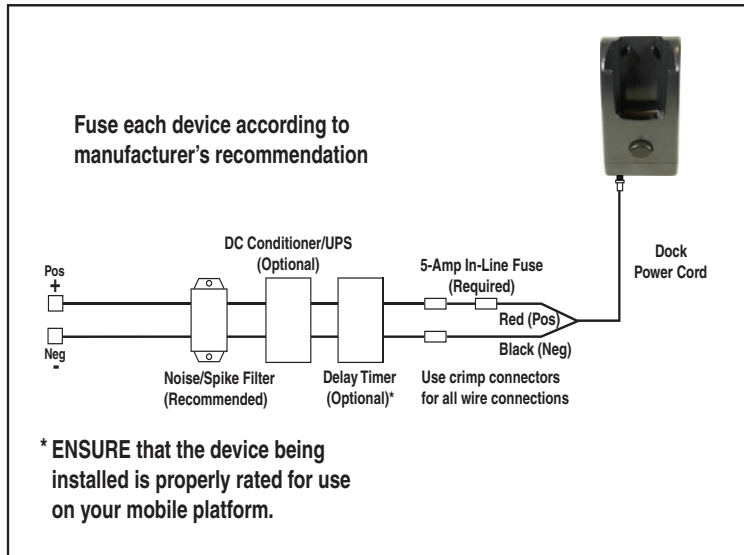 Fuse each device according to
manufacturer's recommendation
DC Conditioner/UPS
(Optional)
5-Amp In-Line Fuse
(Required)
Dock
Power Cord
Pos
+
Red (Pos)
Neg
-
Black (Neg)
Noise/Spike Filter
(Recommended)
Delay Timer
(Optional)*
Use crimp connectors
for all wire connections
* ENSURE that the device being
installed is properly rated for use
on your mobile platform.